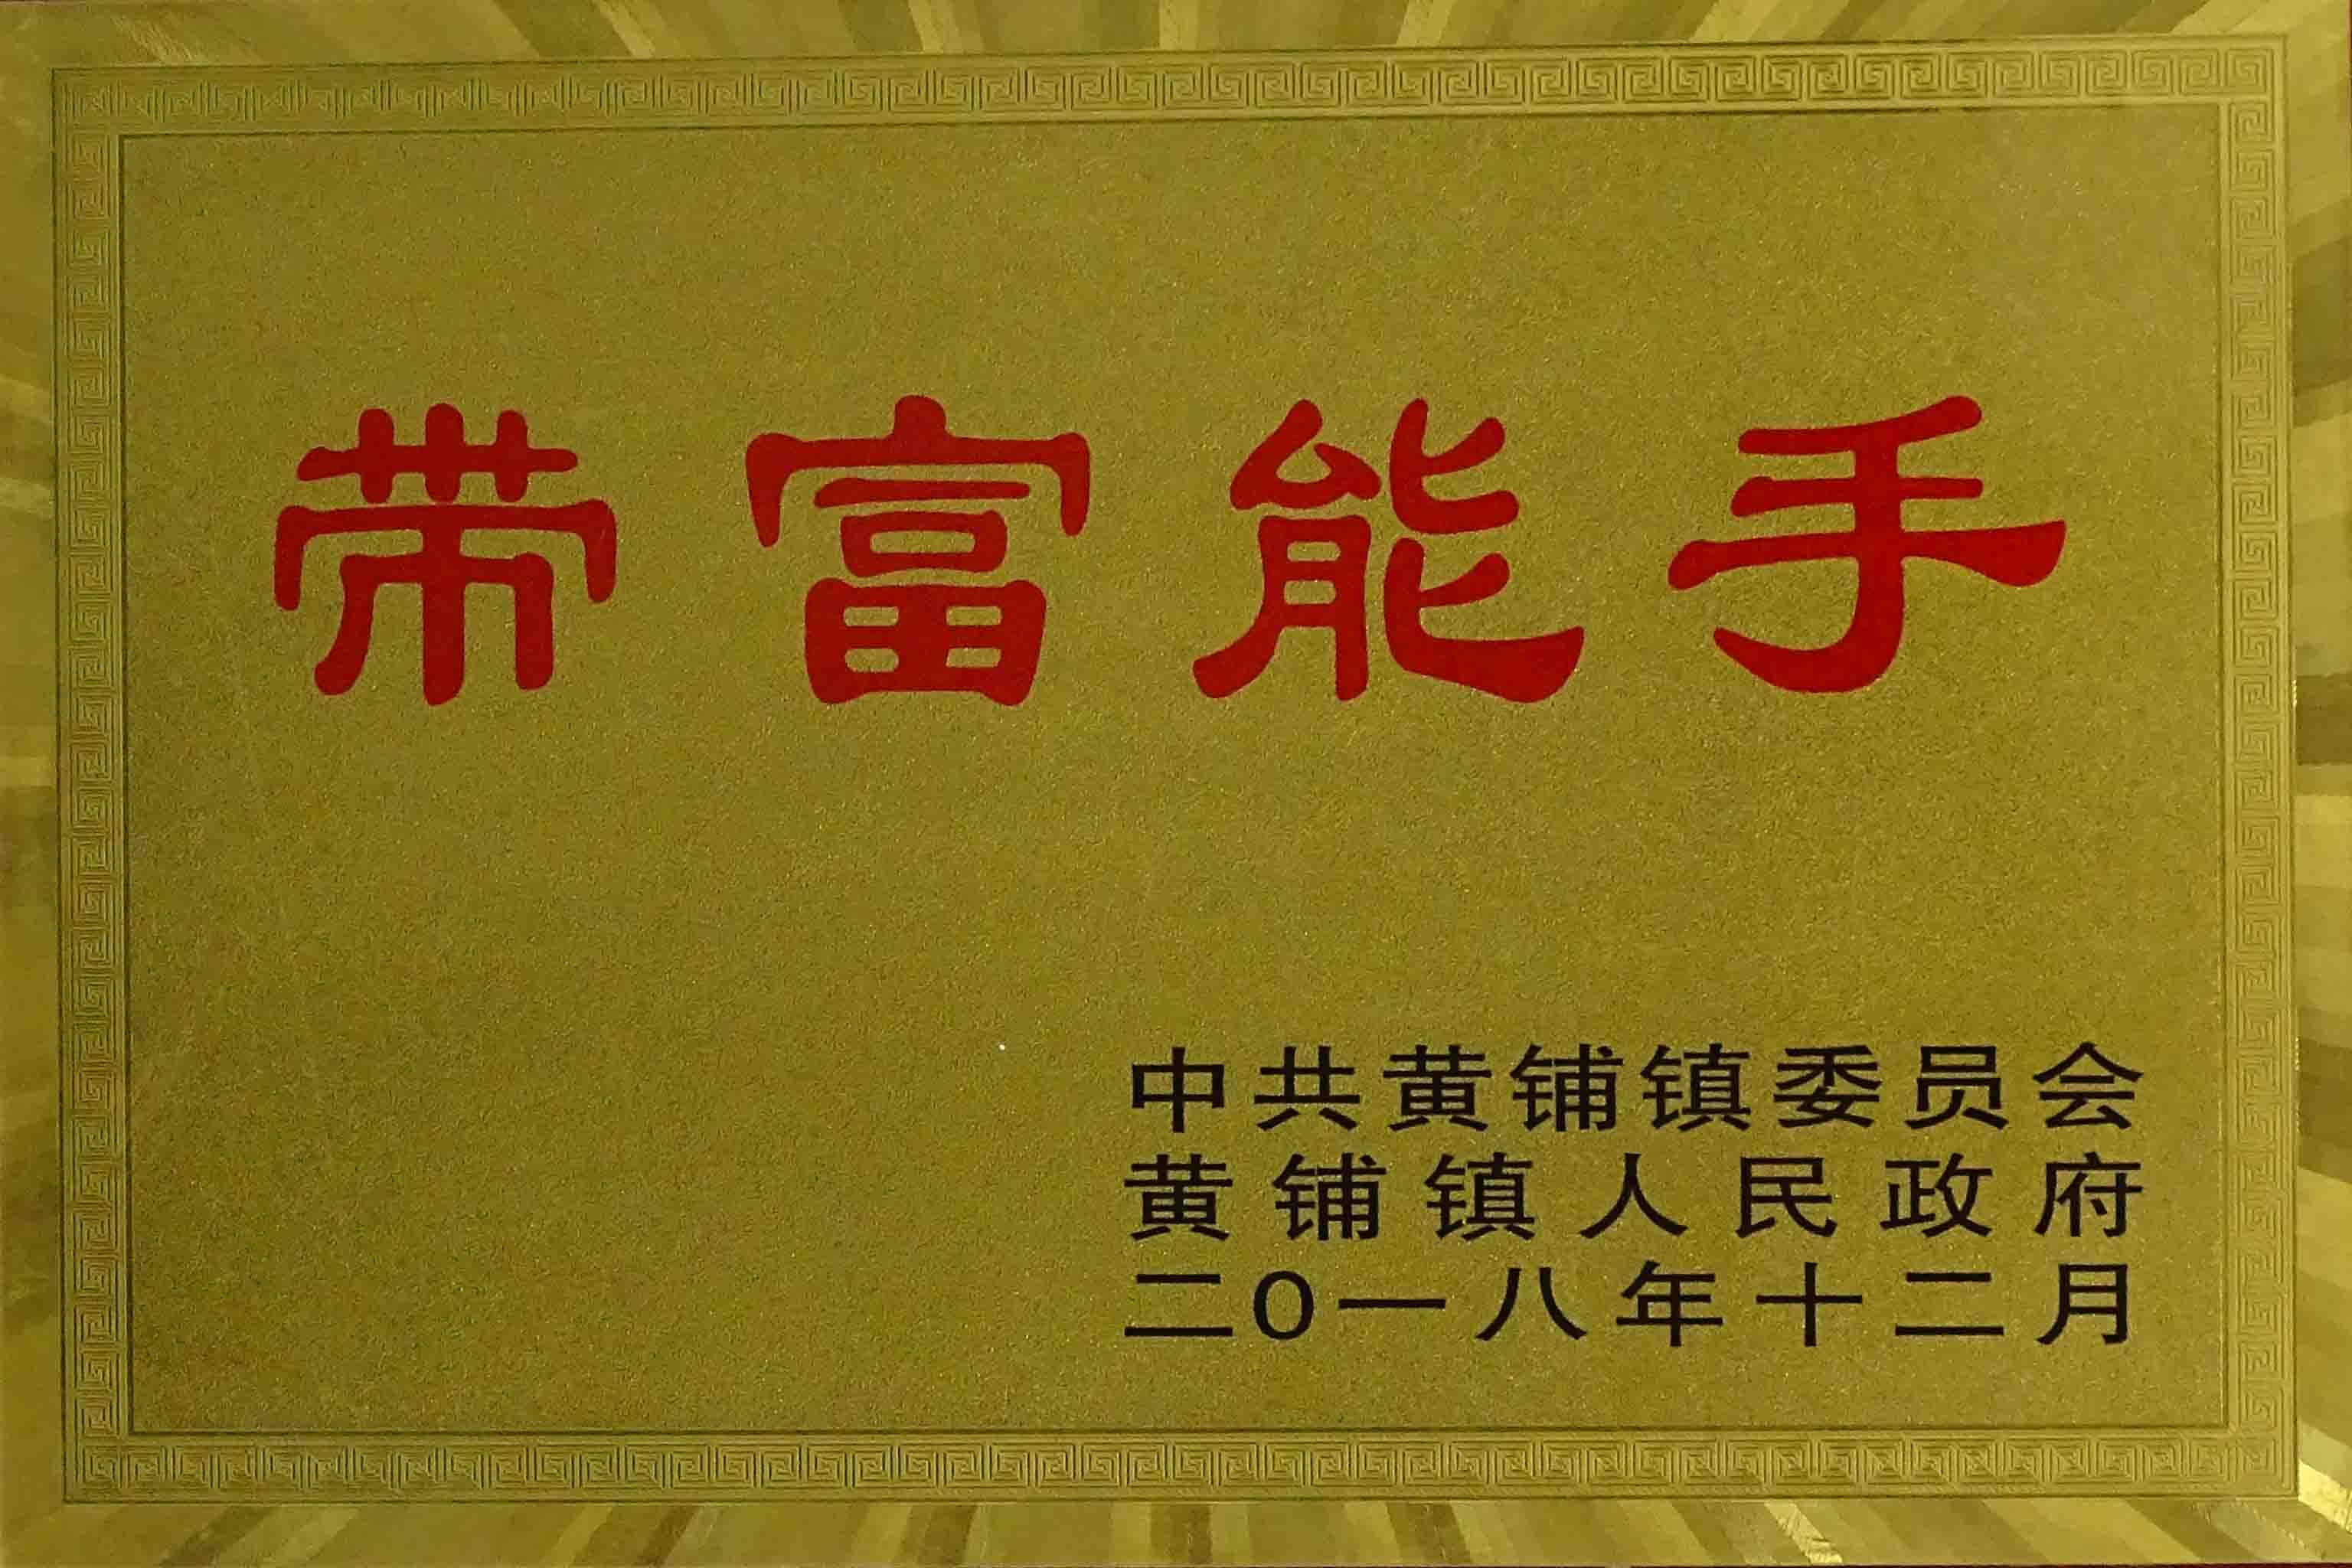 带富能手
中共黄铺镇委员会
黄铺镇人民政府
二0一八年十二月